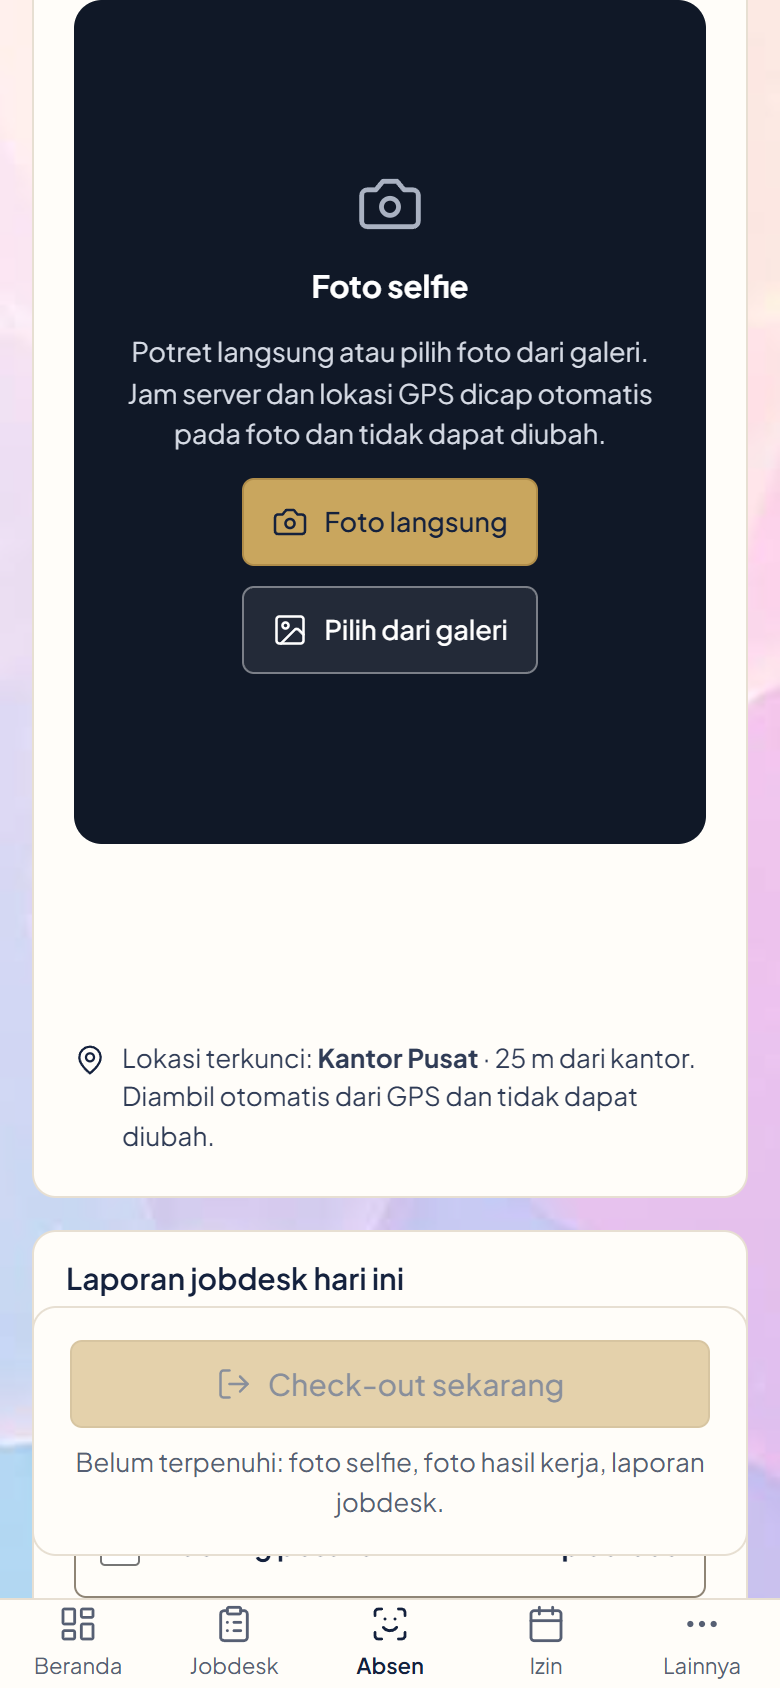 Foto selfie
Potret langsung atau pilih foto dari galeri.
Jam server dan lokasi GPS dicap otomatis
pada foto dan tidak dapat diubah.
Foto langsung
Pilih dari galeri
Lokasi terkunci: Kantor Pusat · 25 m dari kantor.
Diambil otomatis dari GPS dan tidak dapat
diubah.
Laporan jobdesk hari ini
Check-out sekarang
Belum terpenuhi: foto selfie, foto hasil kerja, laporan
jobdesk.
Beranda
Jobdesk
Absen
Izin
Lainnya